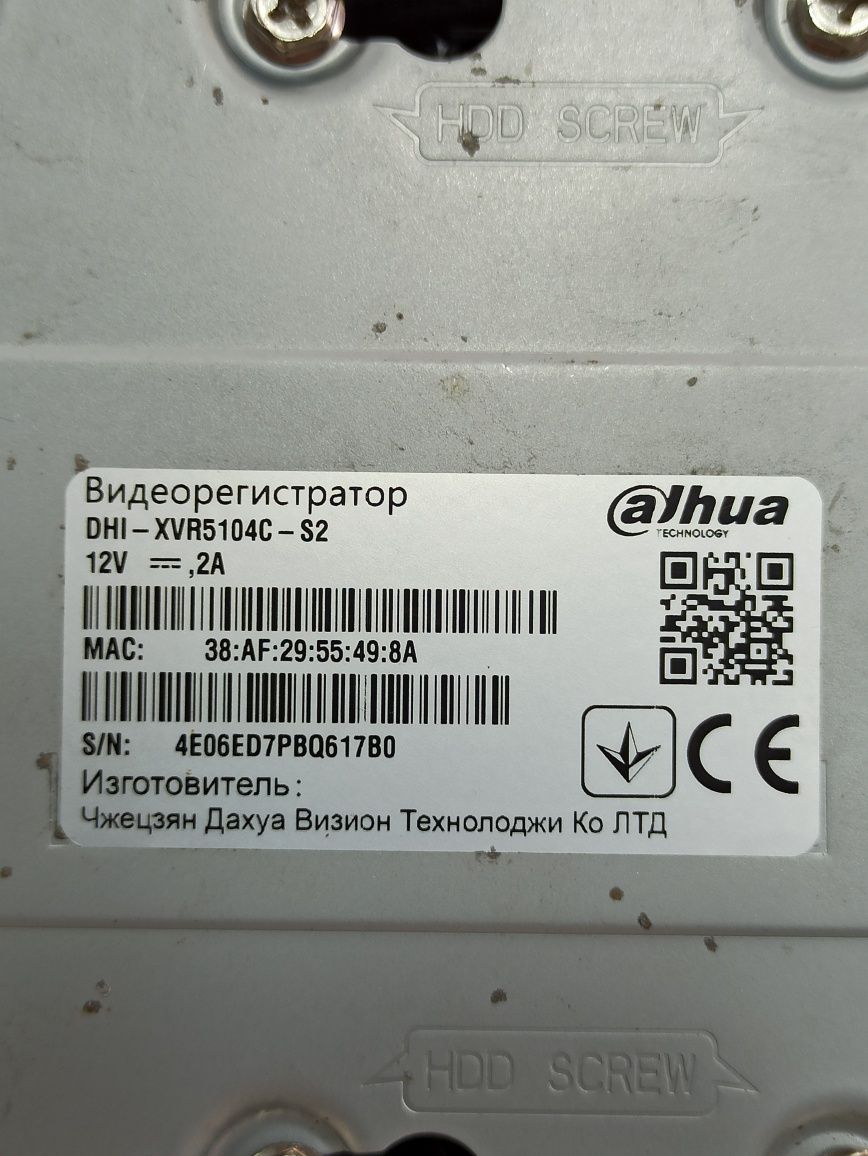 HDD SCREW
Видеорегистратор
DHI-XVR5104C-S2
12V ⎓,2A
alhua
TECHNOLOGY
MAC: 38:AF:29:55:49:8A
S/N: 4E06ED7PBQ617B0
CE
Изготовитель:
Чжецзян Дахуа Визион Технолоджи Ко ЛТД
HDD SCREW